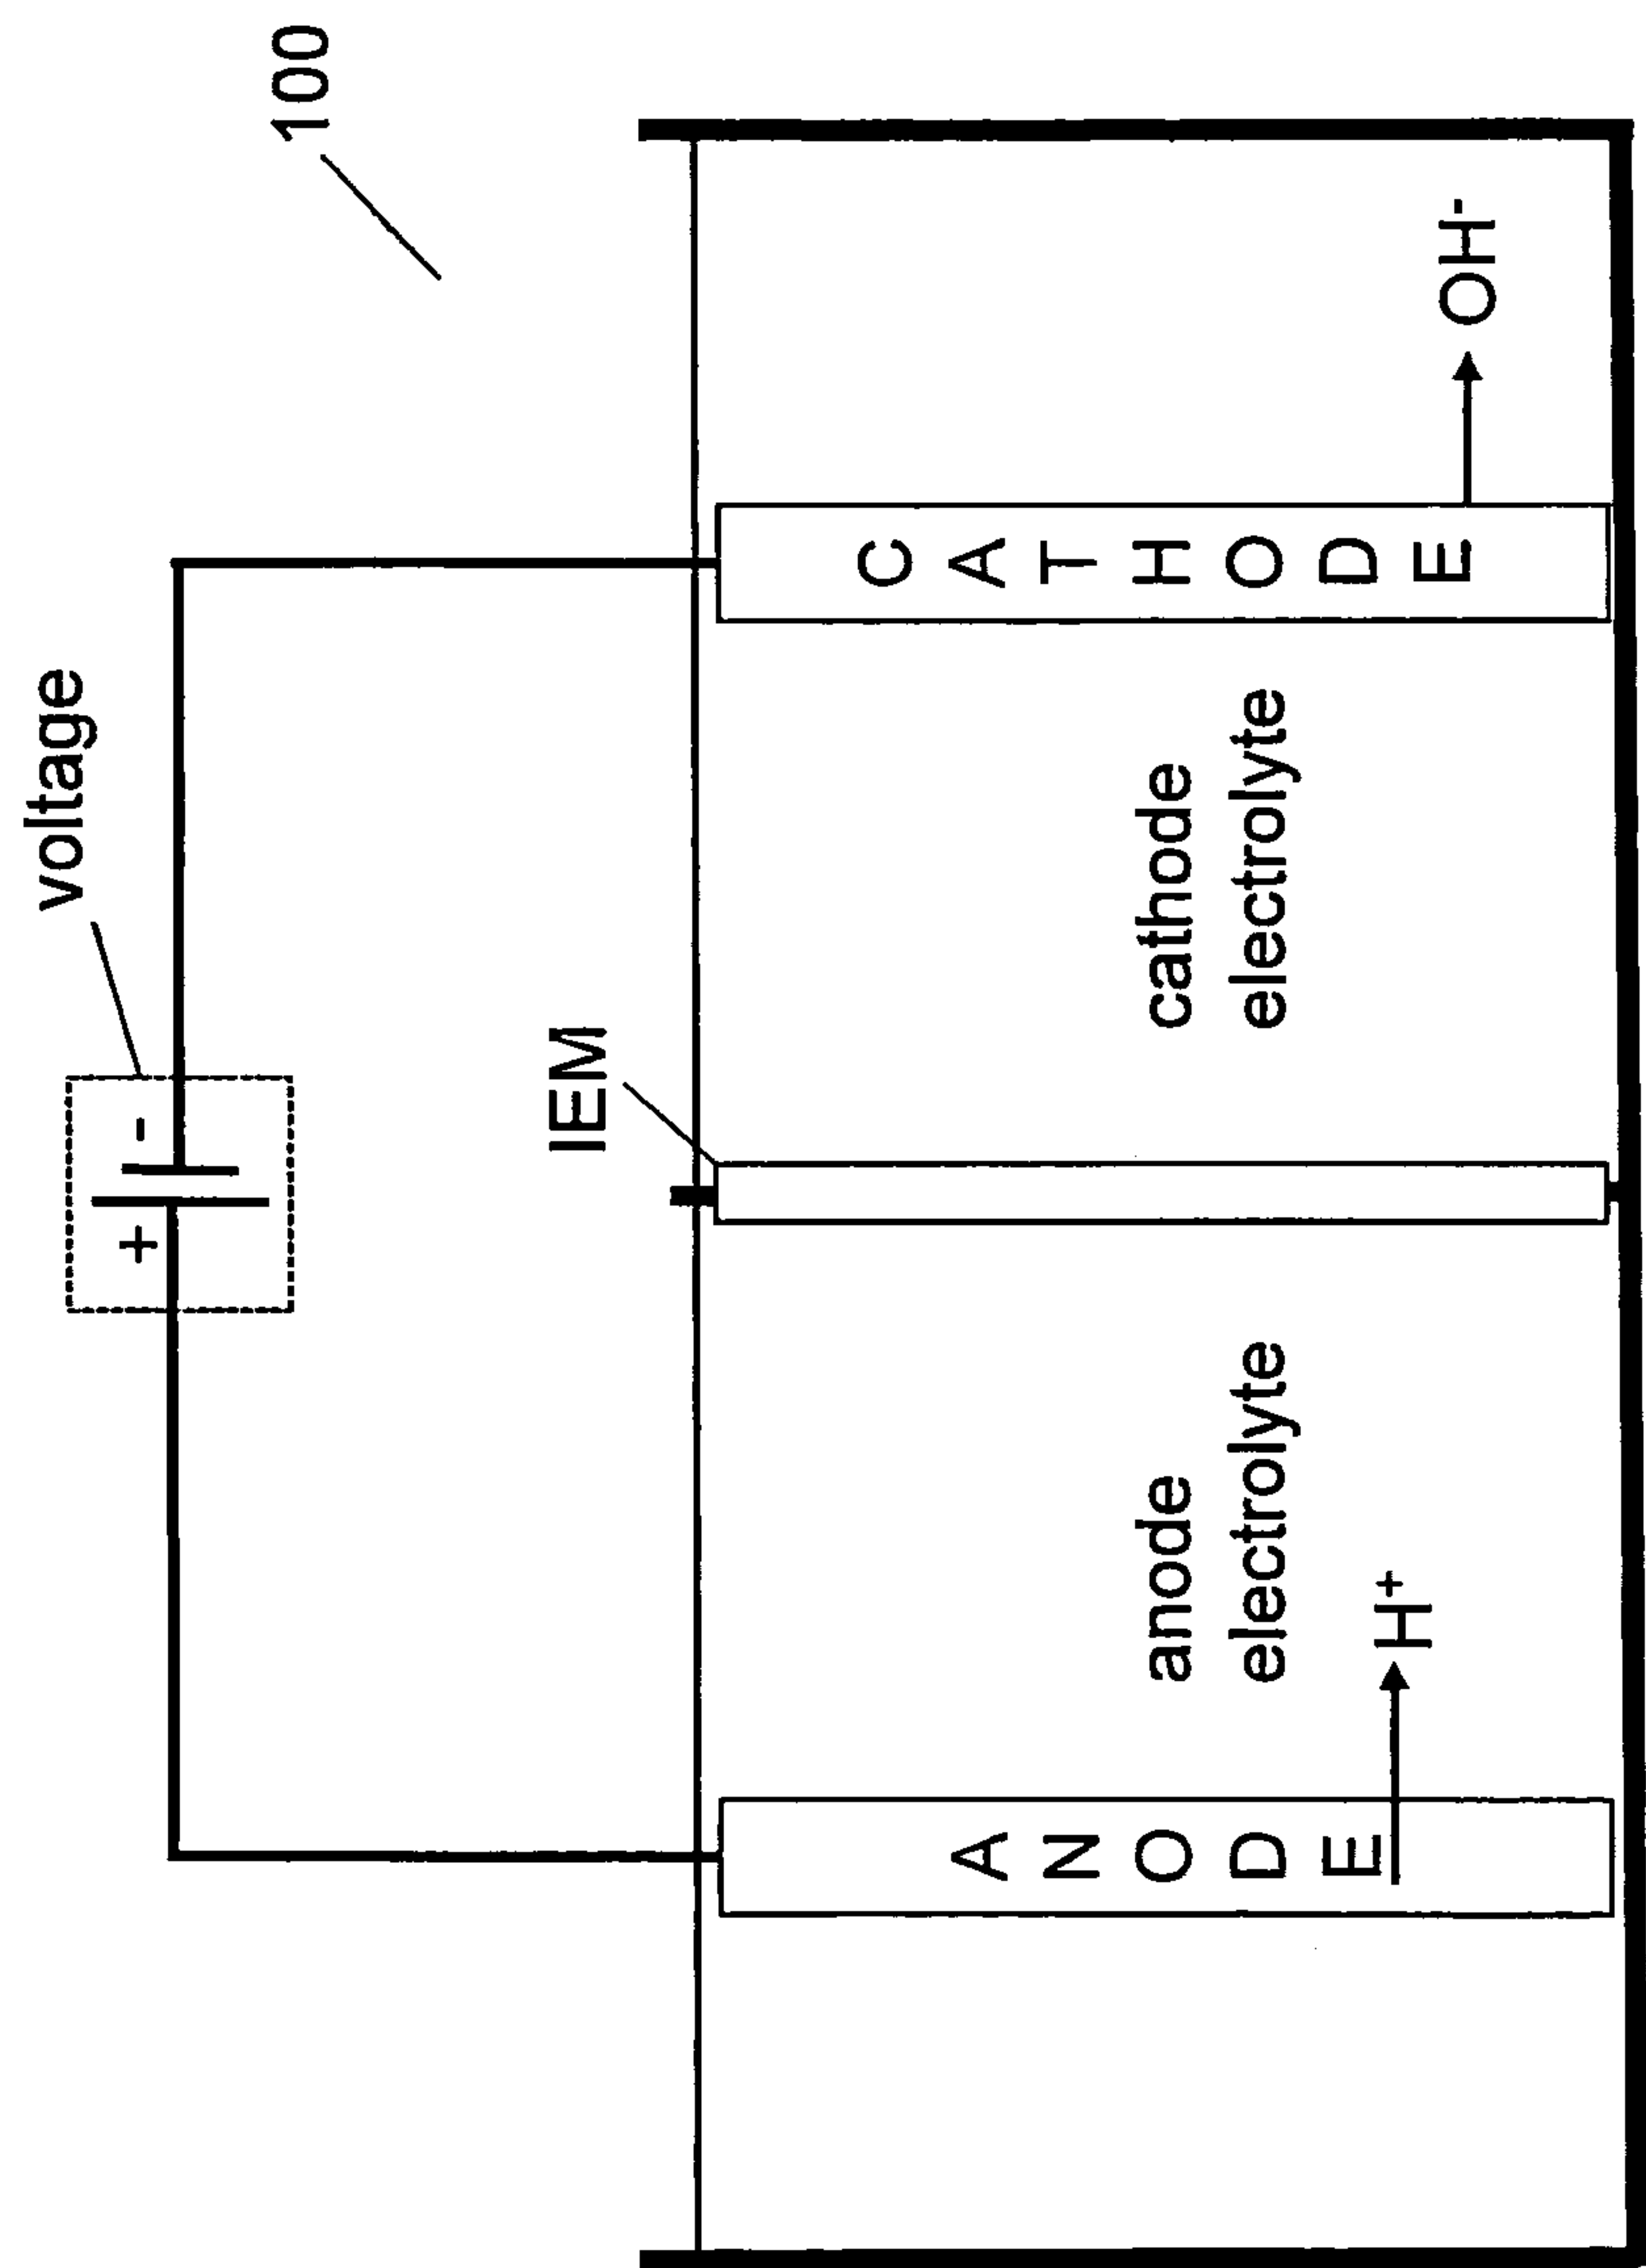 100
voltage
+ -
IEM
ANODE
CATHODE
anode
electrolyte
cathode
electrolyte
H⁺
OH⁻